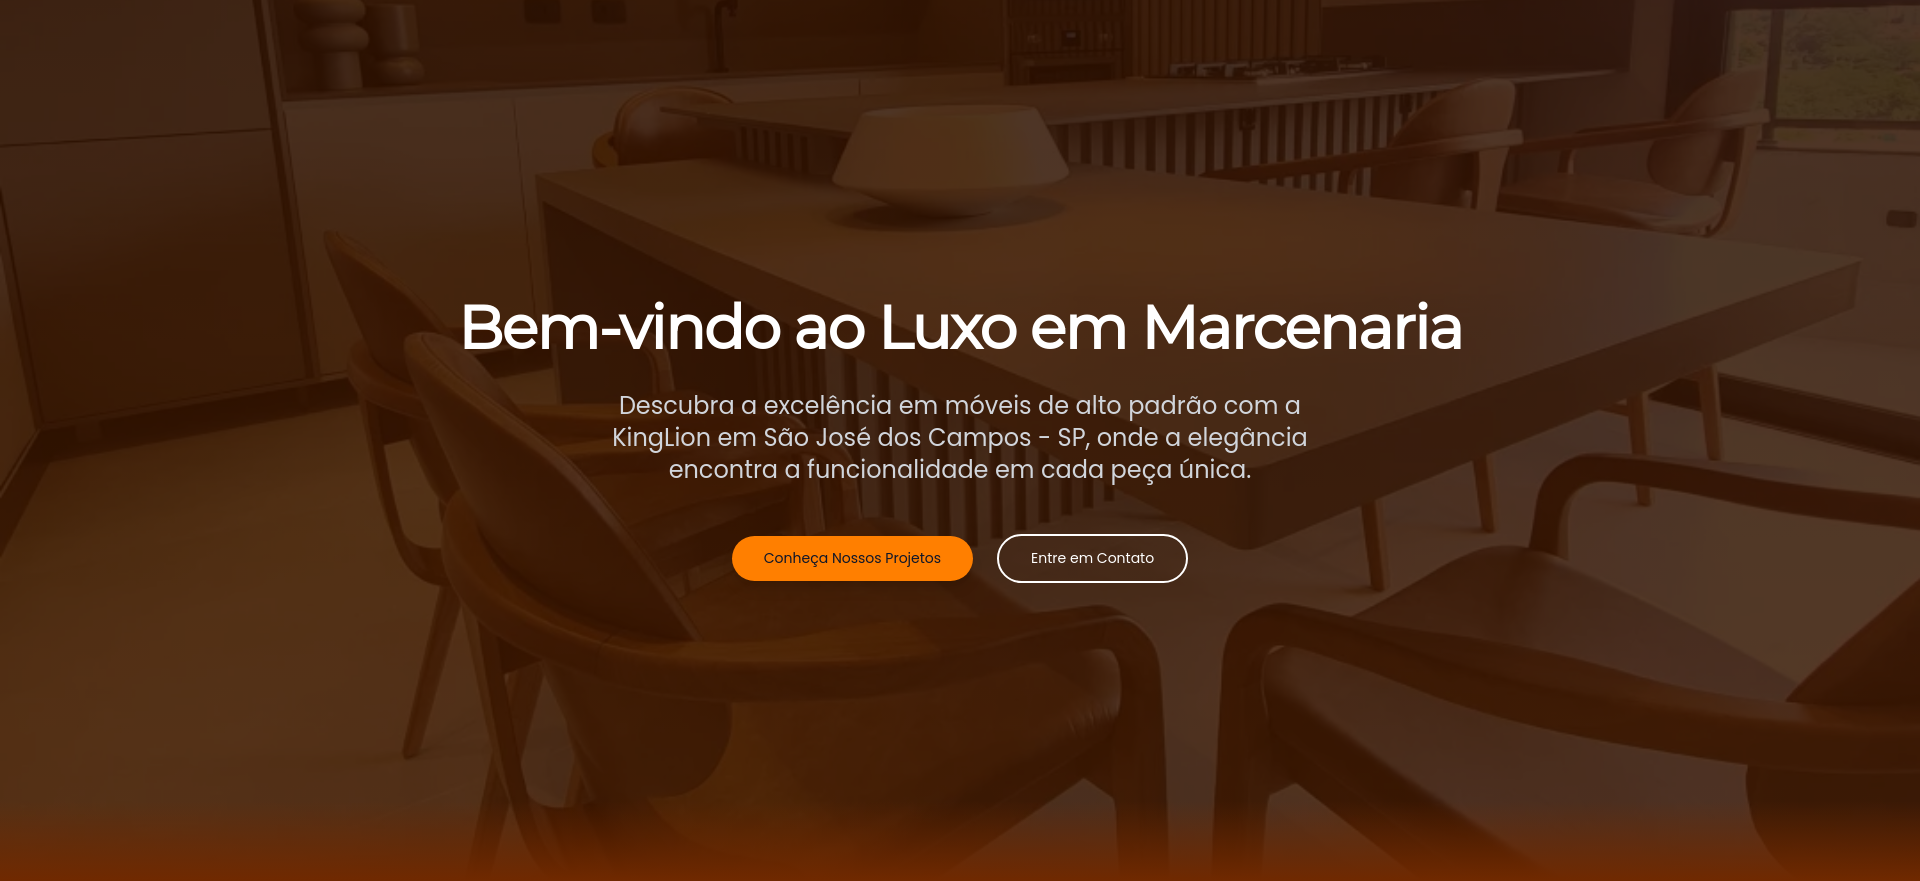 Bem-vindo ao Luxo em Marcenaria
Descubra a excelência em móveis de alto padrão com a
KingLion em São José dos Campos - SP, onde a elegância
encontra a funcionalidade em cada peça única.
Conheça Nossos Projetos
Entre em Contato